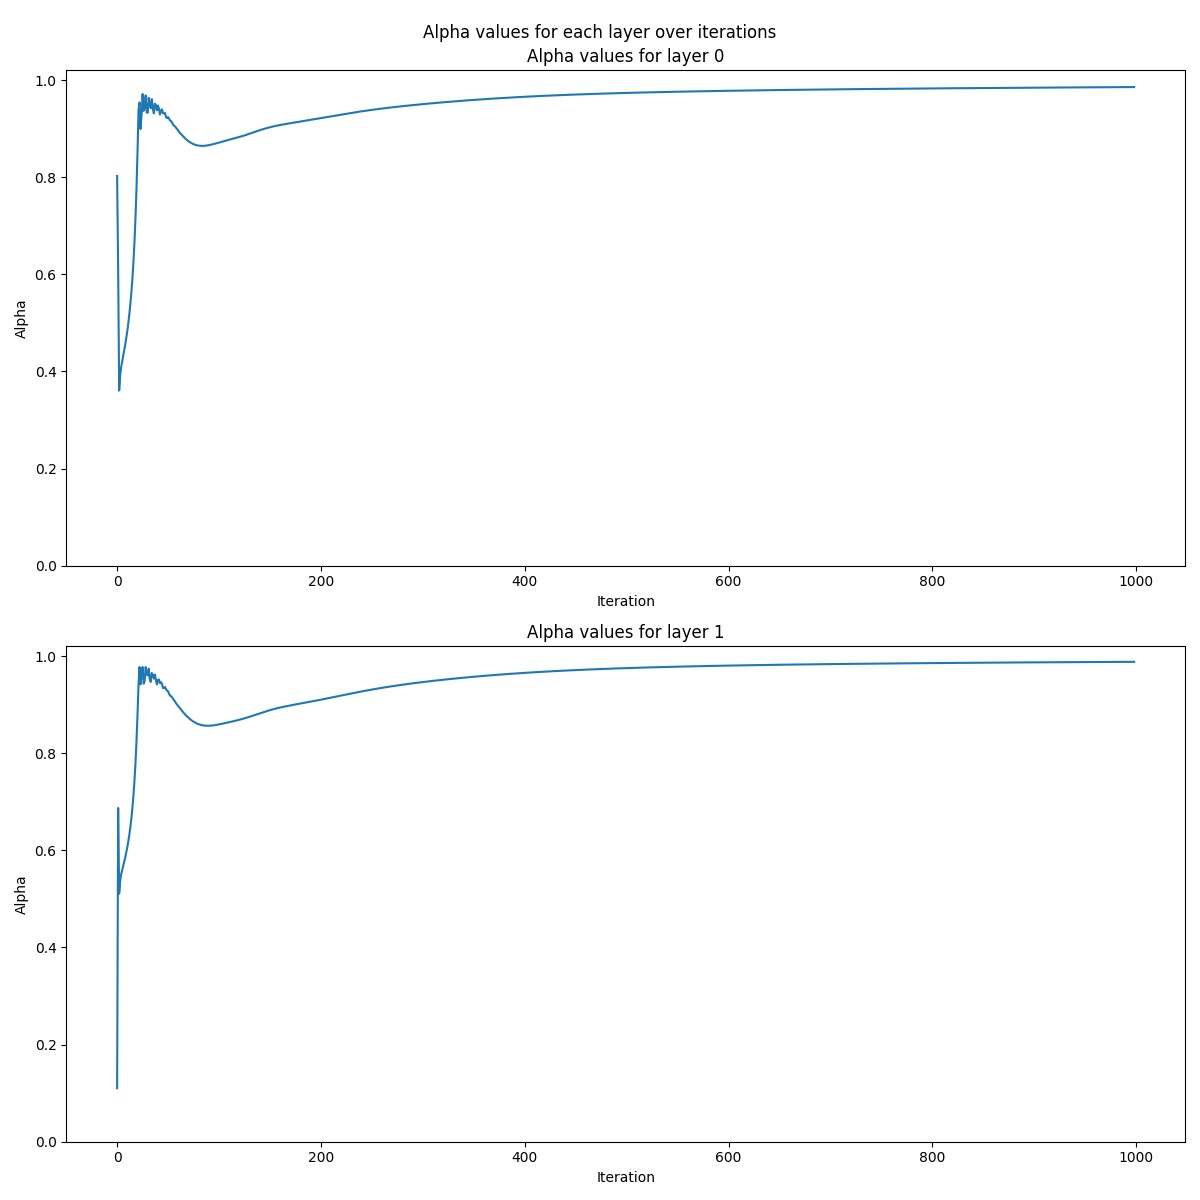 Alpha values for each layer over iterations
Alpha values for layer 0
1.0
0.8
0.6
0.4
0.2
0.0
Alpha
0 200 400 600 800 1000
Iteration
Alpha values for layer 1
1.0
0.8
0.6
0.4
0.2
0.0
Alpha
0 200 400 600 800 1000
Iteration